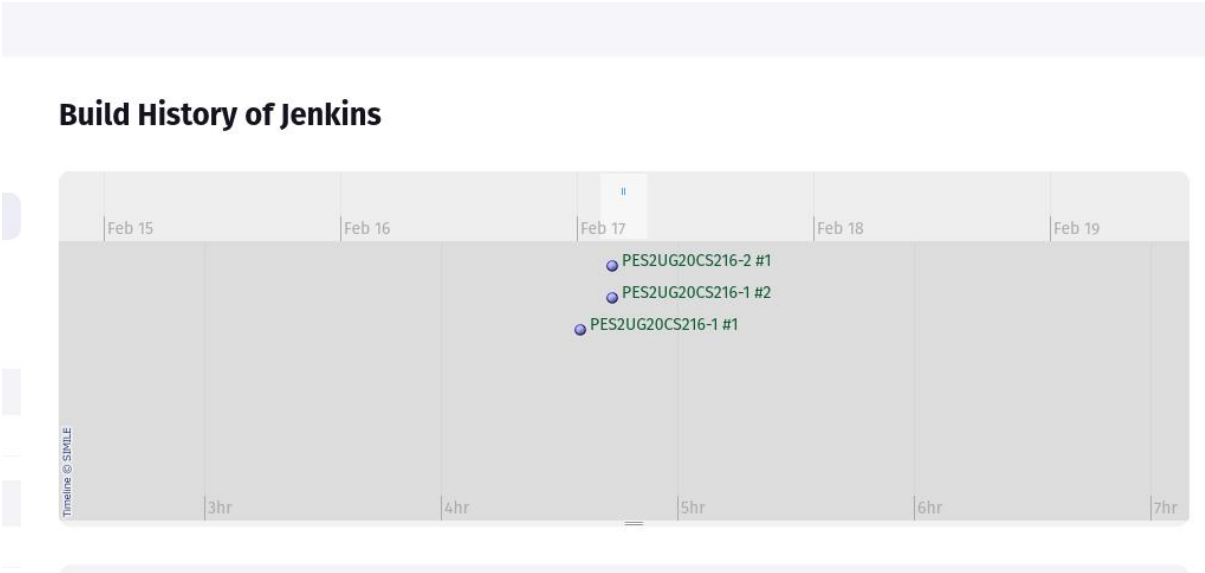 Build History of Jenkins
Feb 15 Feb 16 Feb 17 Feb 18 Feb 19
PES2UG20CS216-2 #1
PES2UG20CS216-1 #2
PES2UG20CS216-1 #1
Timeline © SIMILE
3hr 4hr 5hr 6hr 7hr